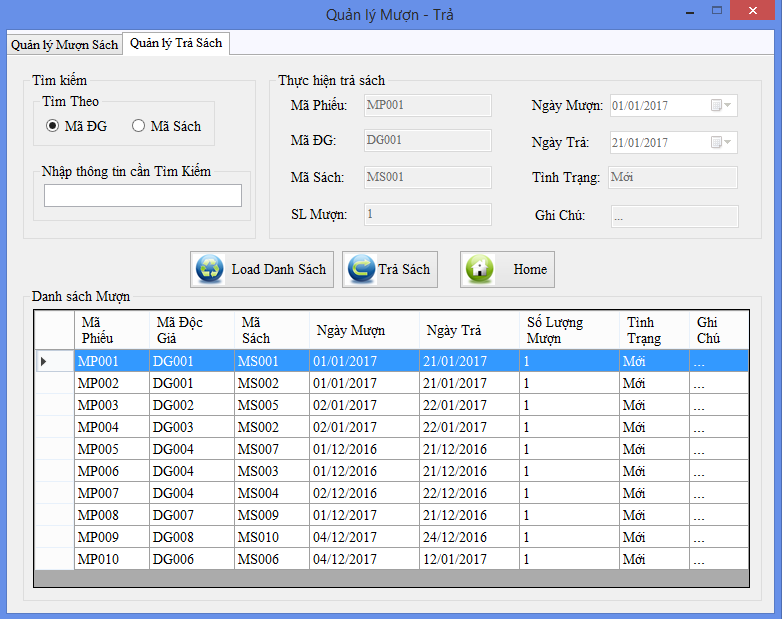 Quản lý Mượn - Trả
Quản lý Mượn Sách Quản lý Trả Sách
Tìm kiếm
Tìm Theo
Mã ĐG Mã Sách
Nhập thông tin cần Tìm Kiếm
Thực hiện trả sách
Mã Phiếu: MP001 Ngày Mượn: 01/01/2017
Mã ĐG: DG001 Ngày Trả: 21/01/2017
Mã Sách: MS001 Tình Trạng: Mới
SL Mượn: 1 Ghi Chú: ...
Load Danh Sách Trả Sách Home
Danh sách Mượn
Mã Phiếu Mã Độc Giả Mã Sách Ngày Mượn Ngày Trả Số Lượng Mượn Tình Trạng Ghi Chú
MP001 DG001 MS001 01/01/2017 21/01/2017 1 Mới ...
MP002 DG001 MS002 01/01/2017 21/01/2017 1 Mới ...
MP003 DG002 MS005 02/01/2017 22/01/2017 1 Mới ...
MP004 DG003 MS002 02/01/2017 22/01/2017 1 Mới ...
MP005 DG004 MS007 01/12/2016 21/12/2016 1 Mới ...
MP006 DG004 MS003 01/12/2016 21/12/2016 1 Mới ...
MP007 DG004 MS004 02/12/2016 22/12/2016 1 Mới ...
MP008 DG007 MS009 01/12/2017 21/12/2016 1 Mới ...
MP009 DG008 MS010 04/12/2017 24/12/2016 1 Mới ...
MP010 DG006 MS006 04/12/2017 12/01/2017 1 Mới ...